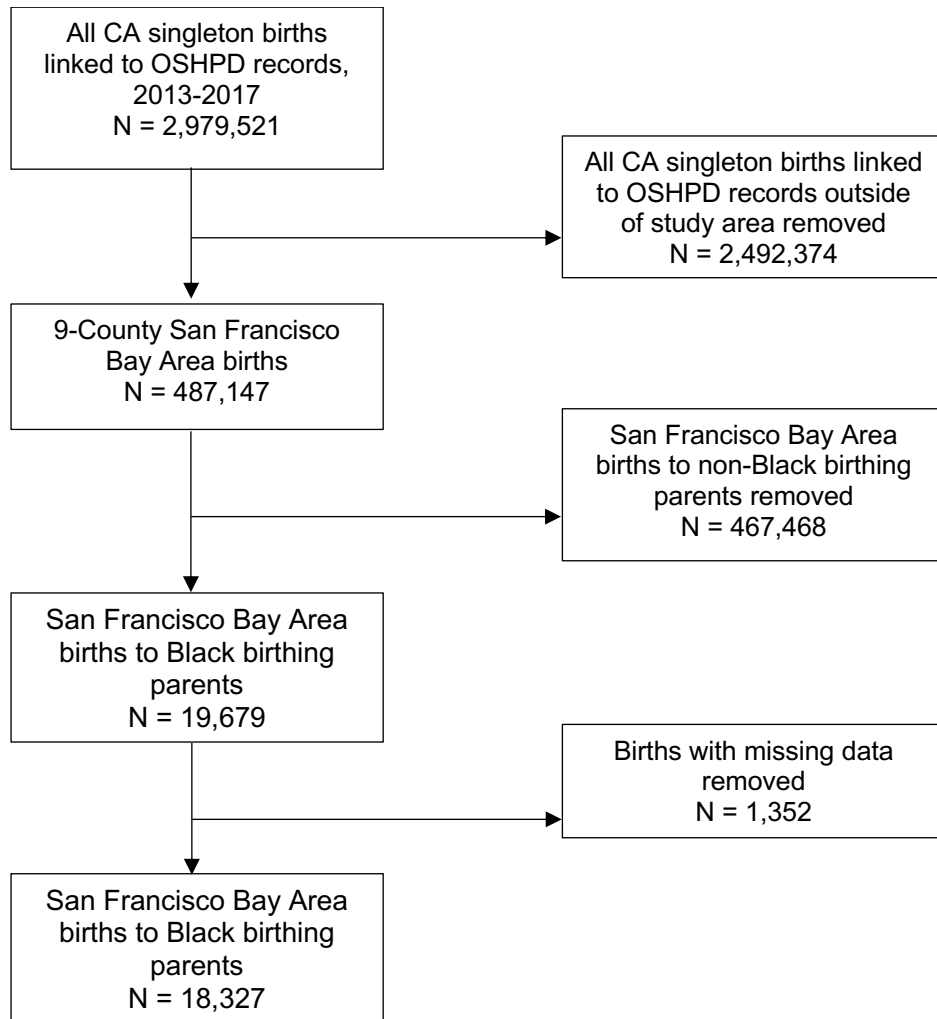 All CA singleton births
linked to OSHPD records,
2013-2017
N = 2,979,521
All CA singleton births linked
to OSHPD records outside
of study area removed
N = 2,492,374
9-County San Francisco
Bay Area births
N = 487,147
San Francisco Bay Area
births to non-Black birthing
parents removed
N = 467,468
San Francisco Bay Area
births to Black birthing
parents
N = 19,679
Births with missing data
removed
N = 1,352
San Francisco Bay Area
births to Black birthing
parents
N = 18,327